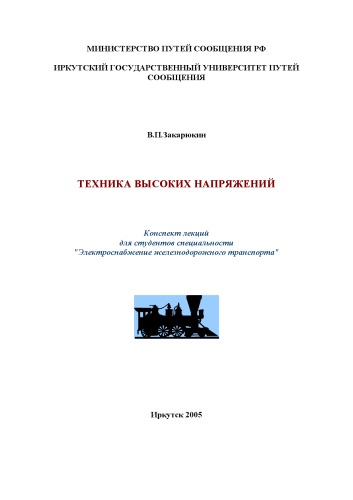 МИНИСТЕРСТВО ПУТЕЙ СООБЩЕНИЯ РФ
ИРКУТСКИЙ ГОСУДАРСТВЕННЫЙ УНИВЕРСИТЕТ ПУТЕЙ
СООБЩЕНИЯ
В.П.Закарюкин
ТЕХНИКА ВЫСОКИХ НАПРЯЖЕНИЙ
Конспект лекций
для студентов специальности
"Электроснабжение железнодорожного транспорта"
Иркутск 2005